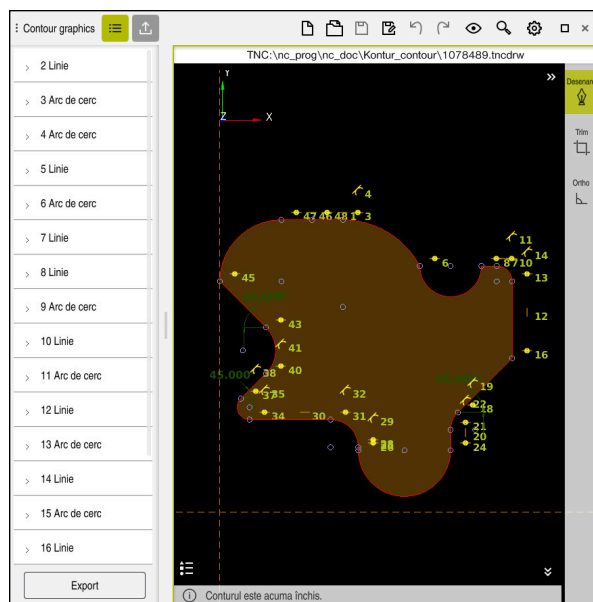 Contour graphics
TNC:\nc_prog\nc_doc\Kontur_contour\1078489.tncdrw
2 Linie
3 Arc de cerc
4 Arc de cerc
5 Linie
6 Arc de cerc
7 Linie
8 Linie
9 Arc de cerc
10 Linie
11 Arc de cerc
12 Linie
13 Arc de cerc
14 Linie
15 Arc de cerc
16 Linie
Export
Y
Z
X
4
47 46 48 1 3
6
8 7 10
11
14
13
45
12
43
41
16
40
38
45.000
37 35
32
19
22 18
34
30
31
29
21
20
24
Desenare
Trim
Ortho
Conturul este acuma închis.